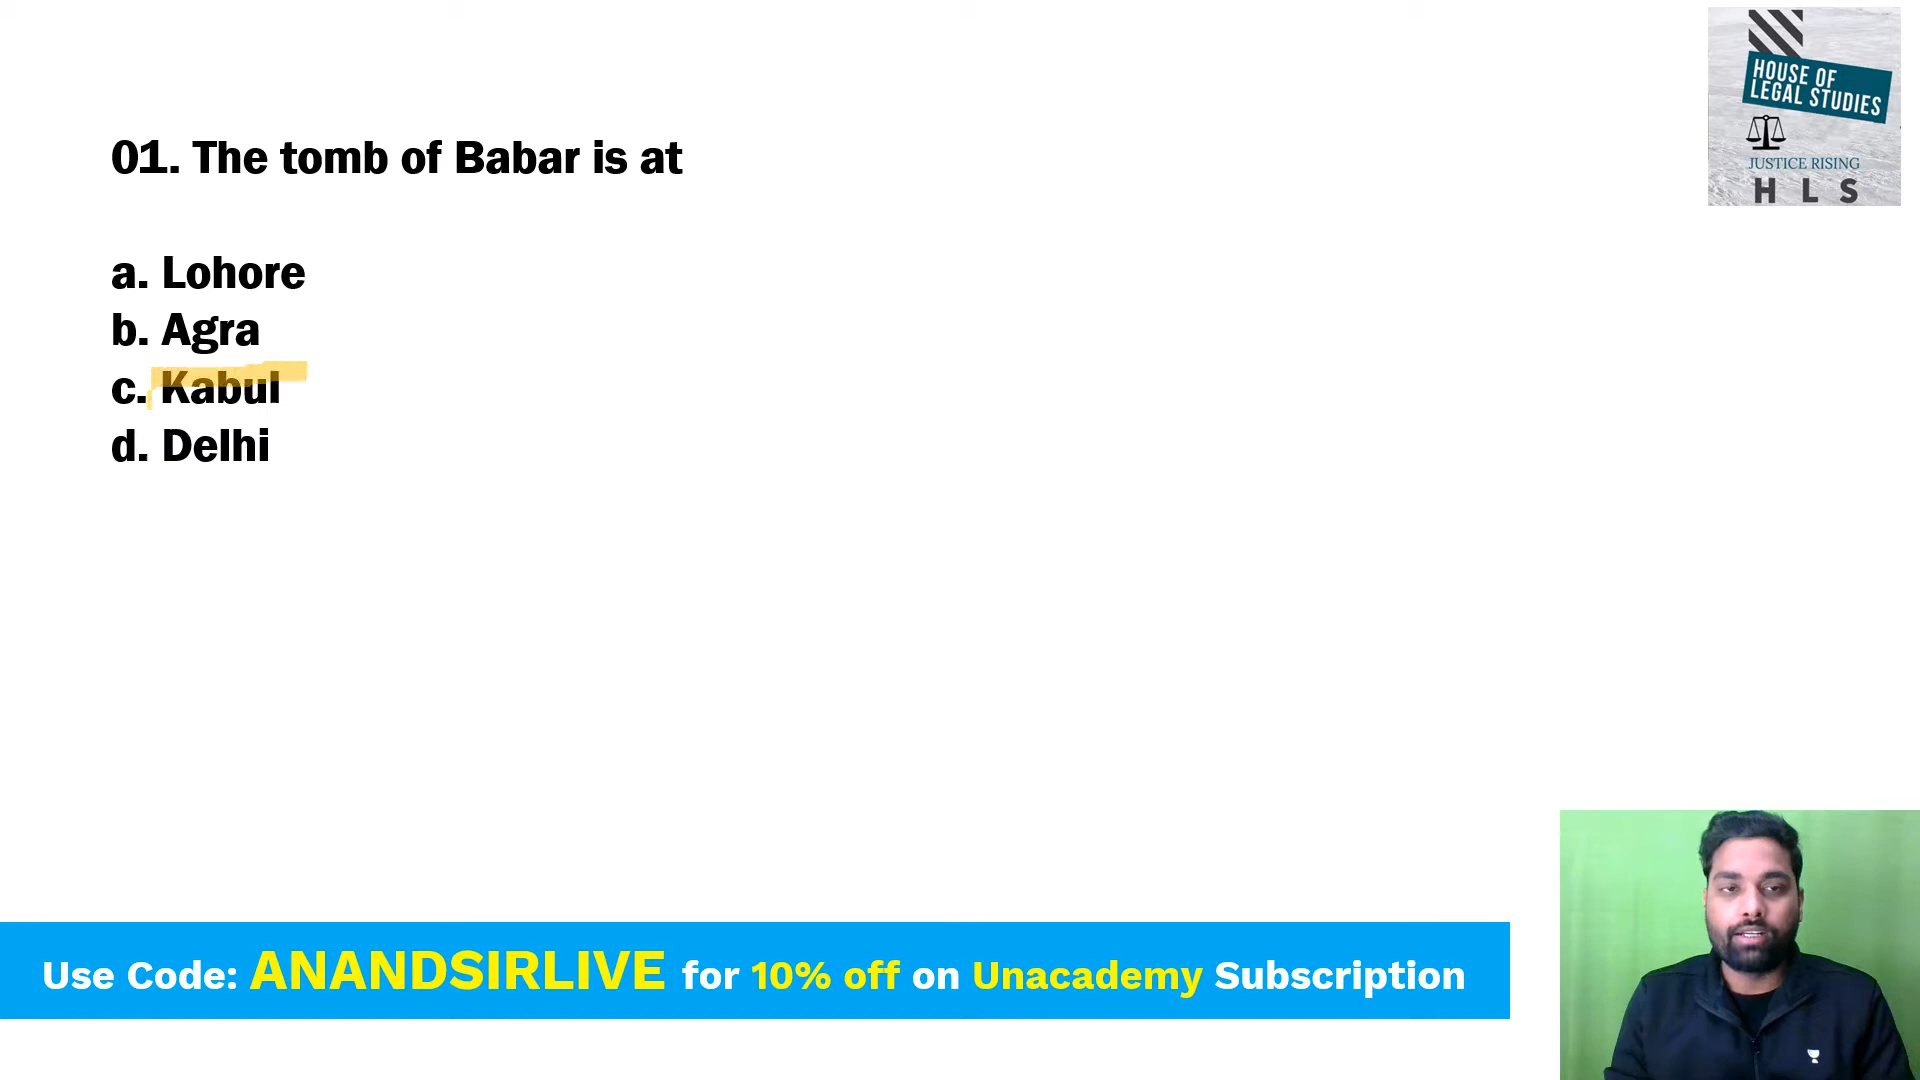 HOUSE OF
LEGAL STUDIES
JUSTICE RISING
H L S
01. The tomb of Babar is at
a. Lohore
b. Agra
c. Kabul
d. Delhi
Use Code: ANANDSIRLIVE for 10% off on Unacademy Subscription